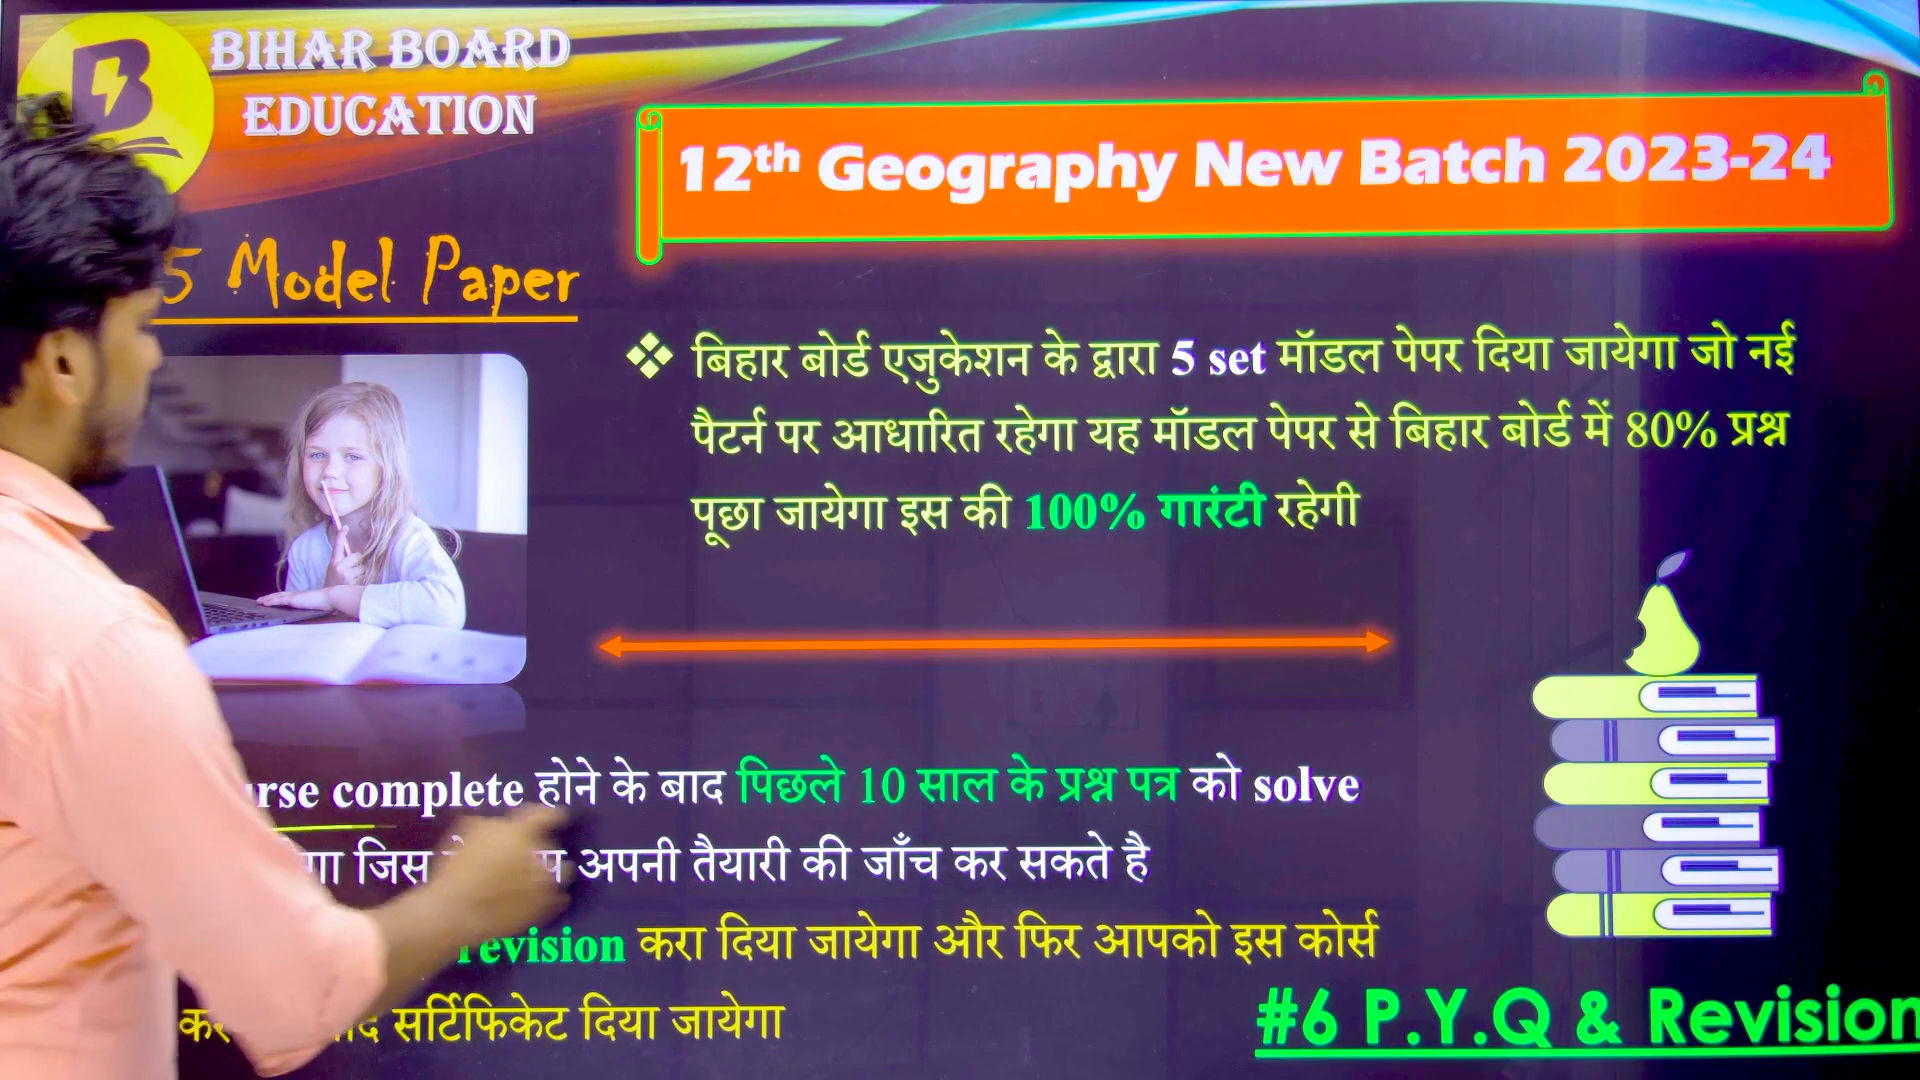 BIHAR BOARD
EDUCATION
12th Geography New Batch 2023-24
5 Model Paper
बिहार बोर्ड एजुकेशन के द्वारा 5 set मॉडल पेपर दिया जायेगा जो नई
पैटर्न पर आधारित रहेगा यह मॉडल पेपर से बिहार बोर्ड में 80% प्रश्न
पूछा जायेगा इस की 100% गारंटी रहेगी
complete होने के बाद पिछले 10 साल के प्रश्न पत्र को solve
जिस अपनी तैयारी की जाँच कर सकते है
revision करा दिया जायेगा और फिर आपको इस कोर्स
सर्टिफिकेट दिया जायेगा
#6 P.Y.Q & Revision